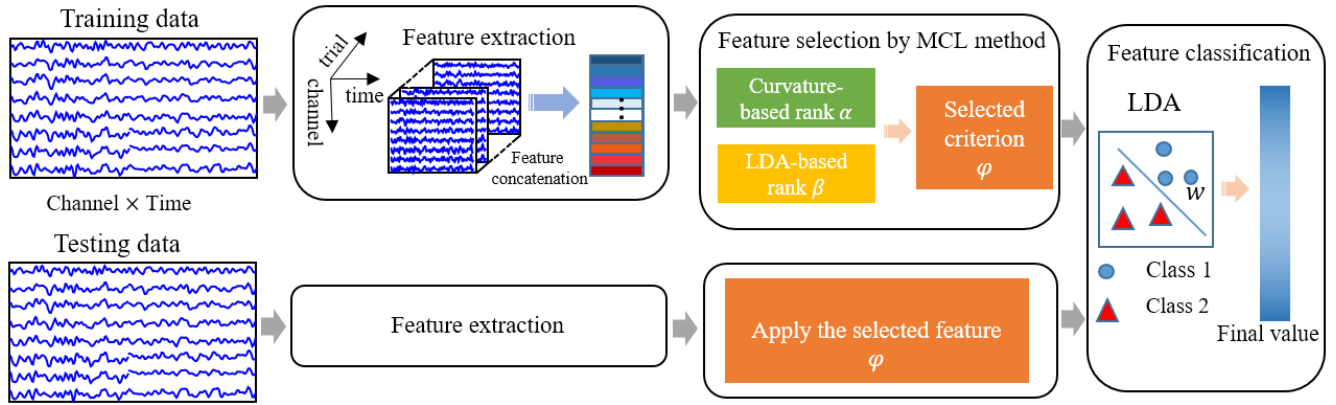 Training data
Channel × Time
trial
channel
time
Feature extraction
Feature
concatenation
Feature selection by MCL method
Curvature-
based rank α
LDA-based
rank β
Selected
criterion
φ
Feature classification
LDA
w
Class 1
Class 2
Final value
Testing data
Feature extraction
Apply the selected feature
φ